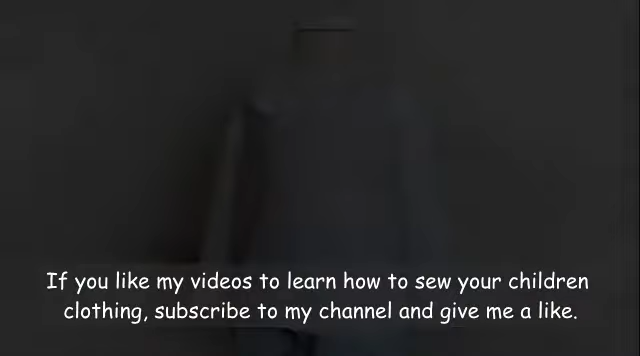 If you like my videos to learn how to sew your children
clothing, subscribe to my channel and give me a like.